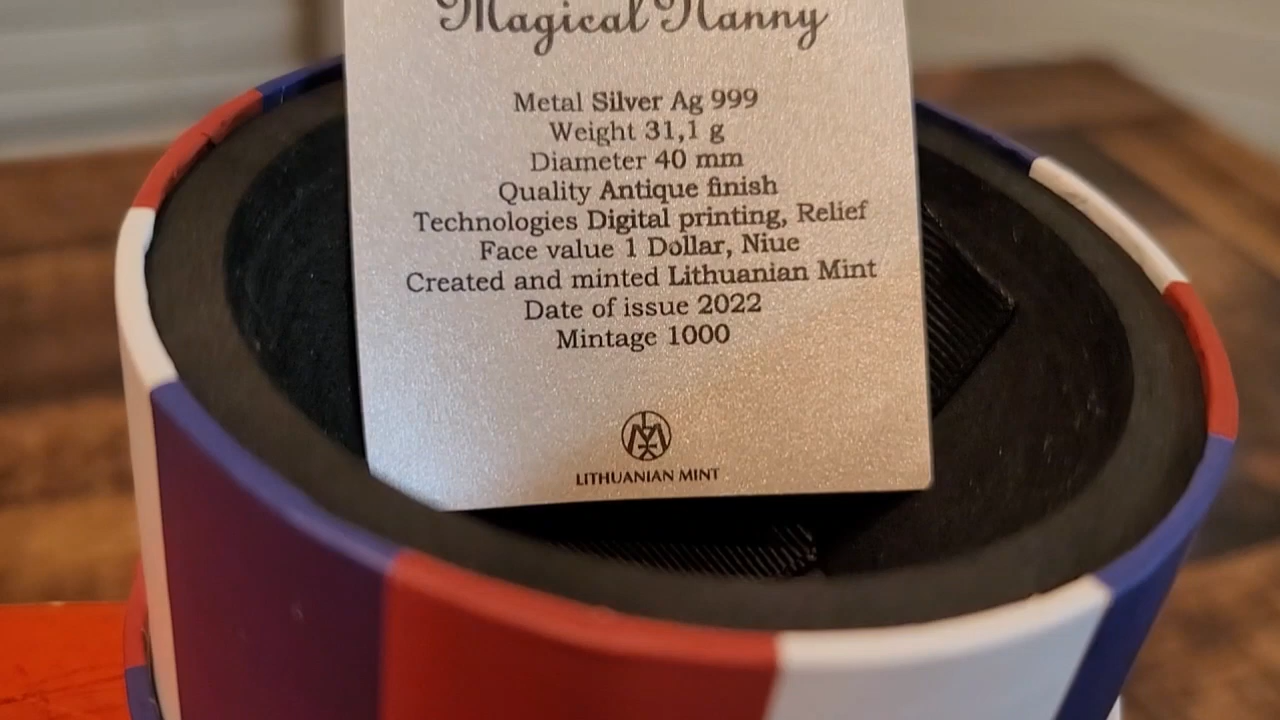 Magical Nanny
Metal Silver Ag 999
Weight 31,1 g
Diameter 40 mm
Quality Antique finish
Technologies Digital printing, Relief
Face value 1 Dollar, Niue
Created and minted Lithuanian Mint
Date of issue 2022
Mintage 1000
LITHUANIAN MINT